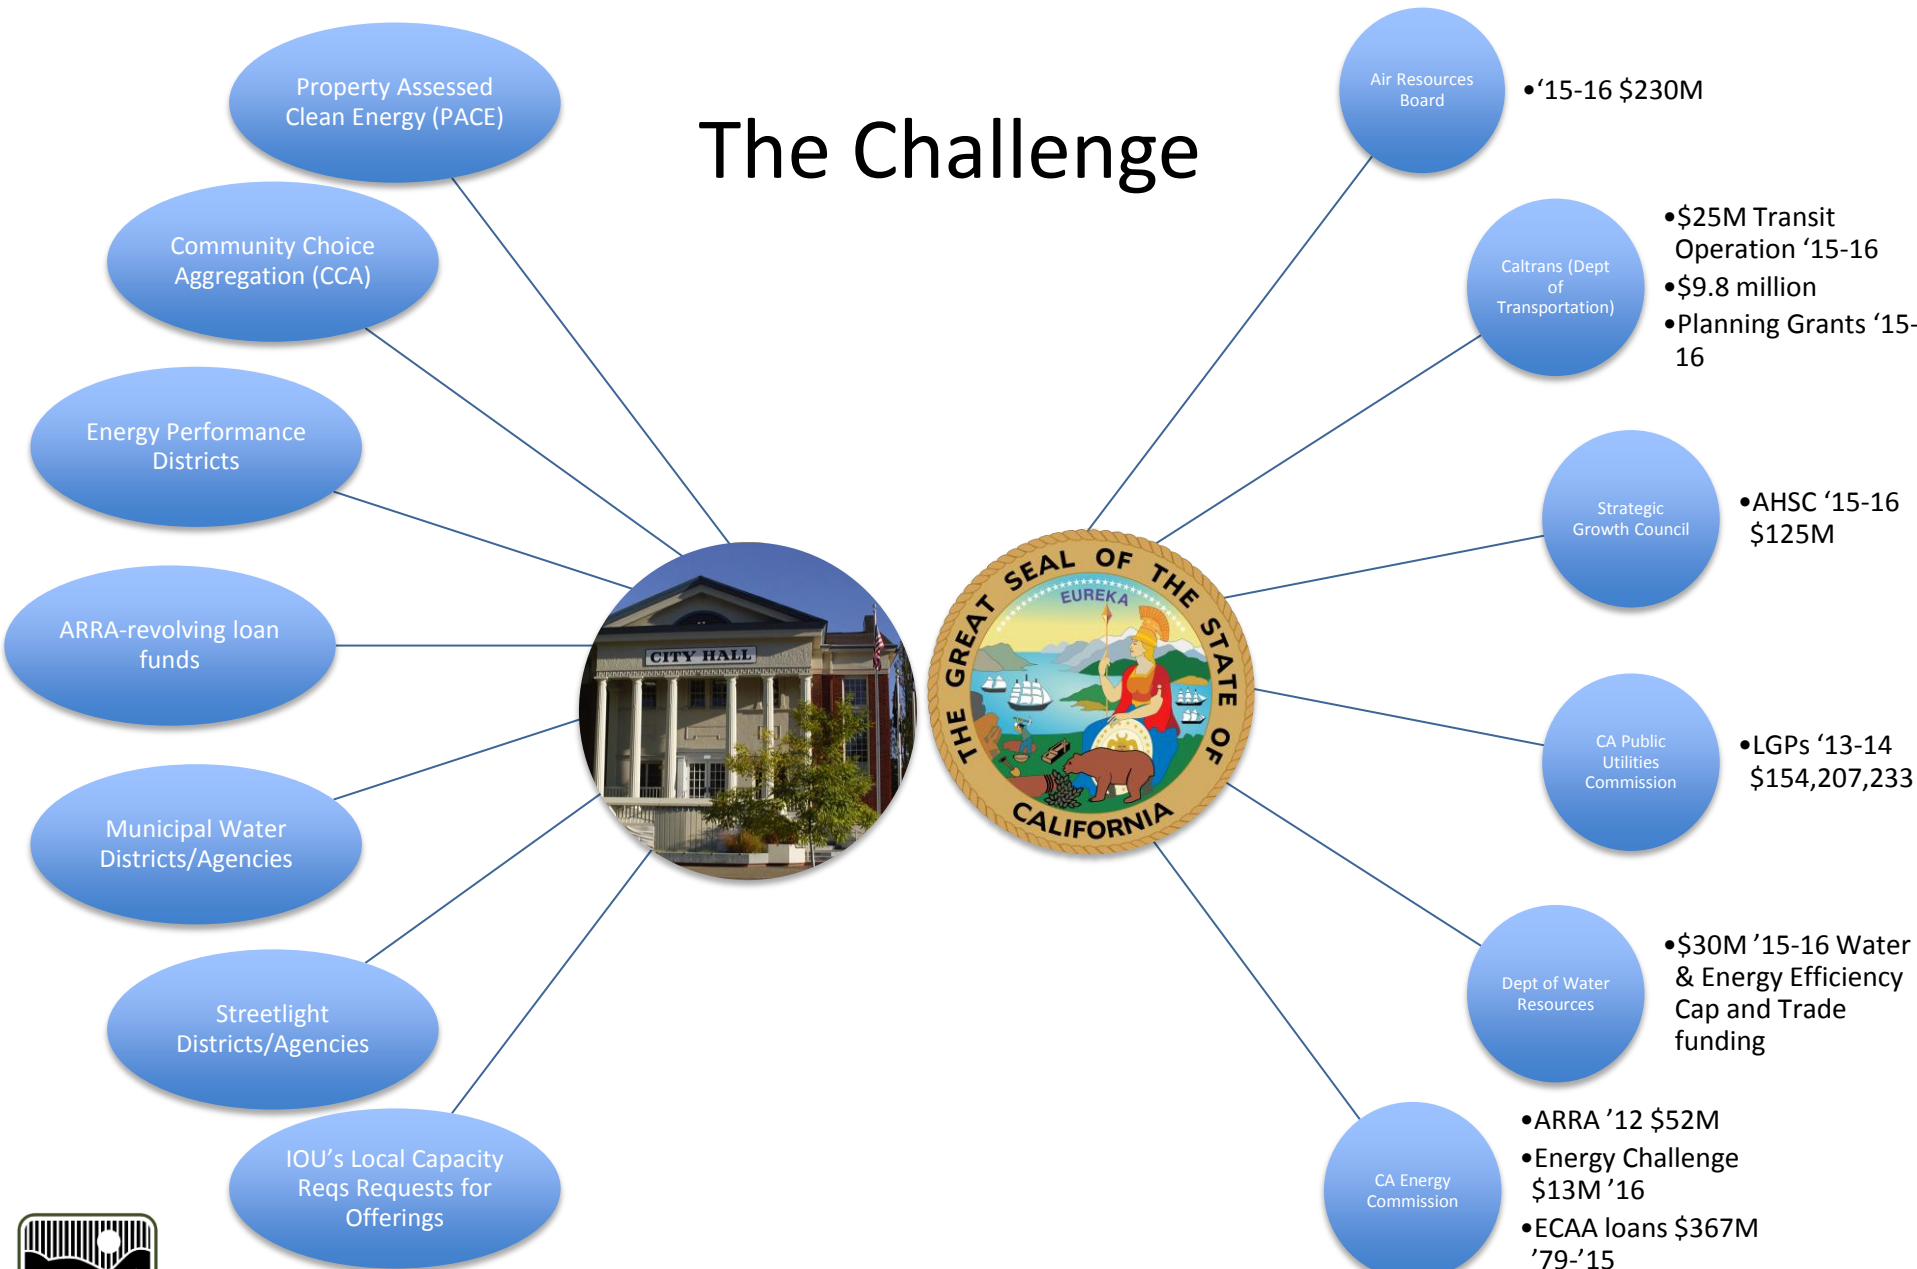 The Challenge
Property Assessed
Clean Energy (PACE)
Community Choice
Aggregation (CCA)
Energy Performance
Districts
ARRA-revolving loan
funds
Municipal Water
Districts/Agencies
Streetlight
Districts/Agencies
IOU’s Local Capacity
Reqs Requests for
Offerings
CITY HALL
THE GREAT SEAL OF THE STATE OF
CALIFORNIA
EUREKA
Air Resources
Board
•‘15-16 $230M
Caltrans (Dept
of
Transportation)
•$25M Transit
Operation ‘15-16
•$9.8 million
•Planning Grants ‘15-
16
Strategic
Growth Council
•AHSC ‘15-16
$125M
CA Public
Utilities
Commission
•LGPs ‘13-14
$154,207,233
Dept of Water
Resources
•$30M ’15-16 Water
& Energy Efficiency
Cap and Trade
funding
CA Energy
Commission
•ARRA ’12 $52M
•Energy Challenge
$13M ’16
•ECAA loans $367M
’79-’15